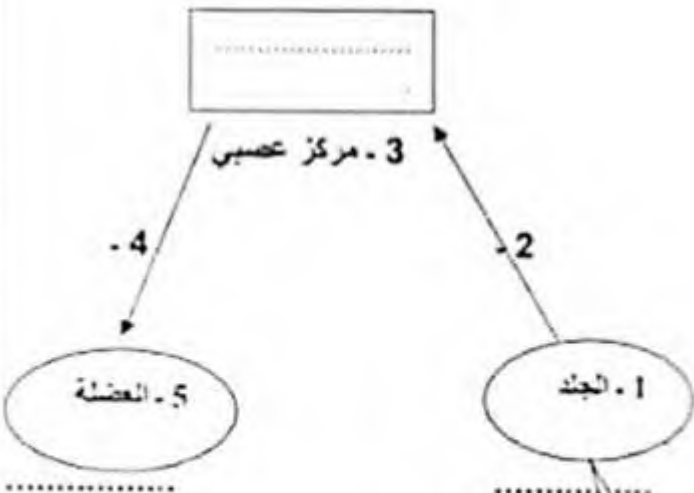 3 - مركز عصبي
4 -
2 -
5 - العضلة
1 - الجلد